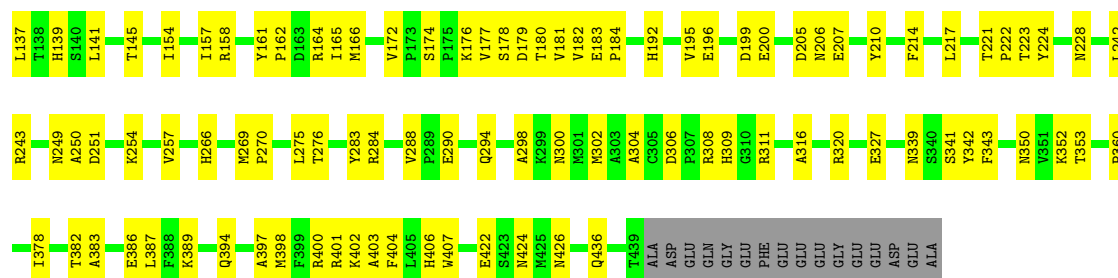 L137 T138 H139 S140 L141 T145 I154 I157 R158 Y161 P162 D163 R164 I165 M166 V172 P173 S174 P175 K176 V177 S178 D179 T180 V181 V182 E183 P184 H192 V195 E196 D199 E200 D205 N206 E207 Y210 F214 L217 T221 P222 T223 Y224 N228
R243 N249 A250 D251 K254 V257 H266 M269 P270 L275 T276 Y283 R284 V288 P289 E290 Q294 A298 K299 N300 M301 M302 A303 A304 C305 D306 P307 R308 H309 G310 R311 A316 R320 E327 N339 S340 S341 Y342 F343 N350 V351 K352 T353
I378 T382 A383 E386 L387 F388 K389 Q394 A397 M398 F399 R400 R401 K402 A403 F404 L405 H406 W407 E422 S423 N424 M425 N426 Q436 T439 ALA ASP GLU GLN GLY GLU PHE GLU GLU GLU GLY GLU GLU ASP GLU ALA